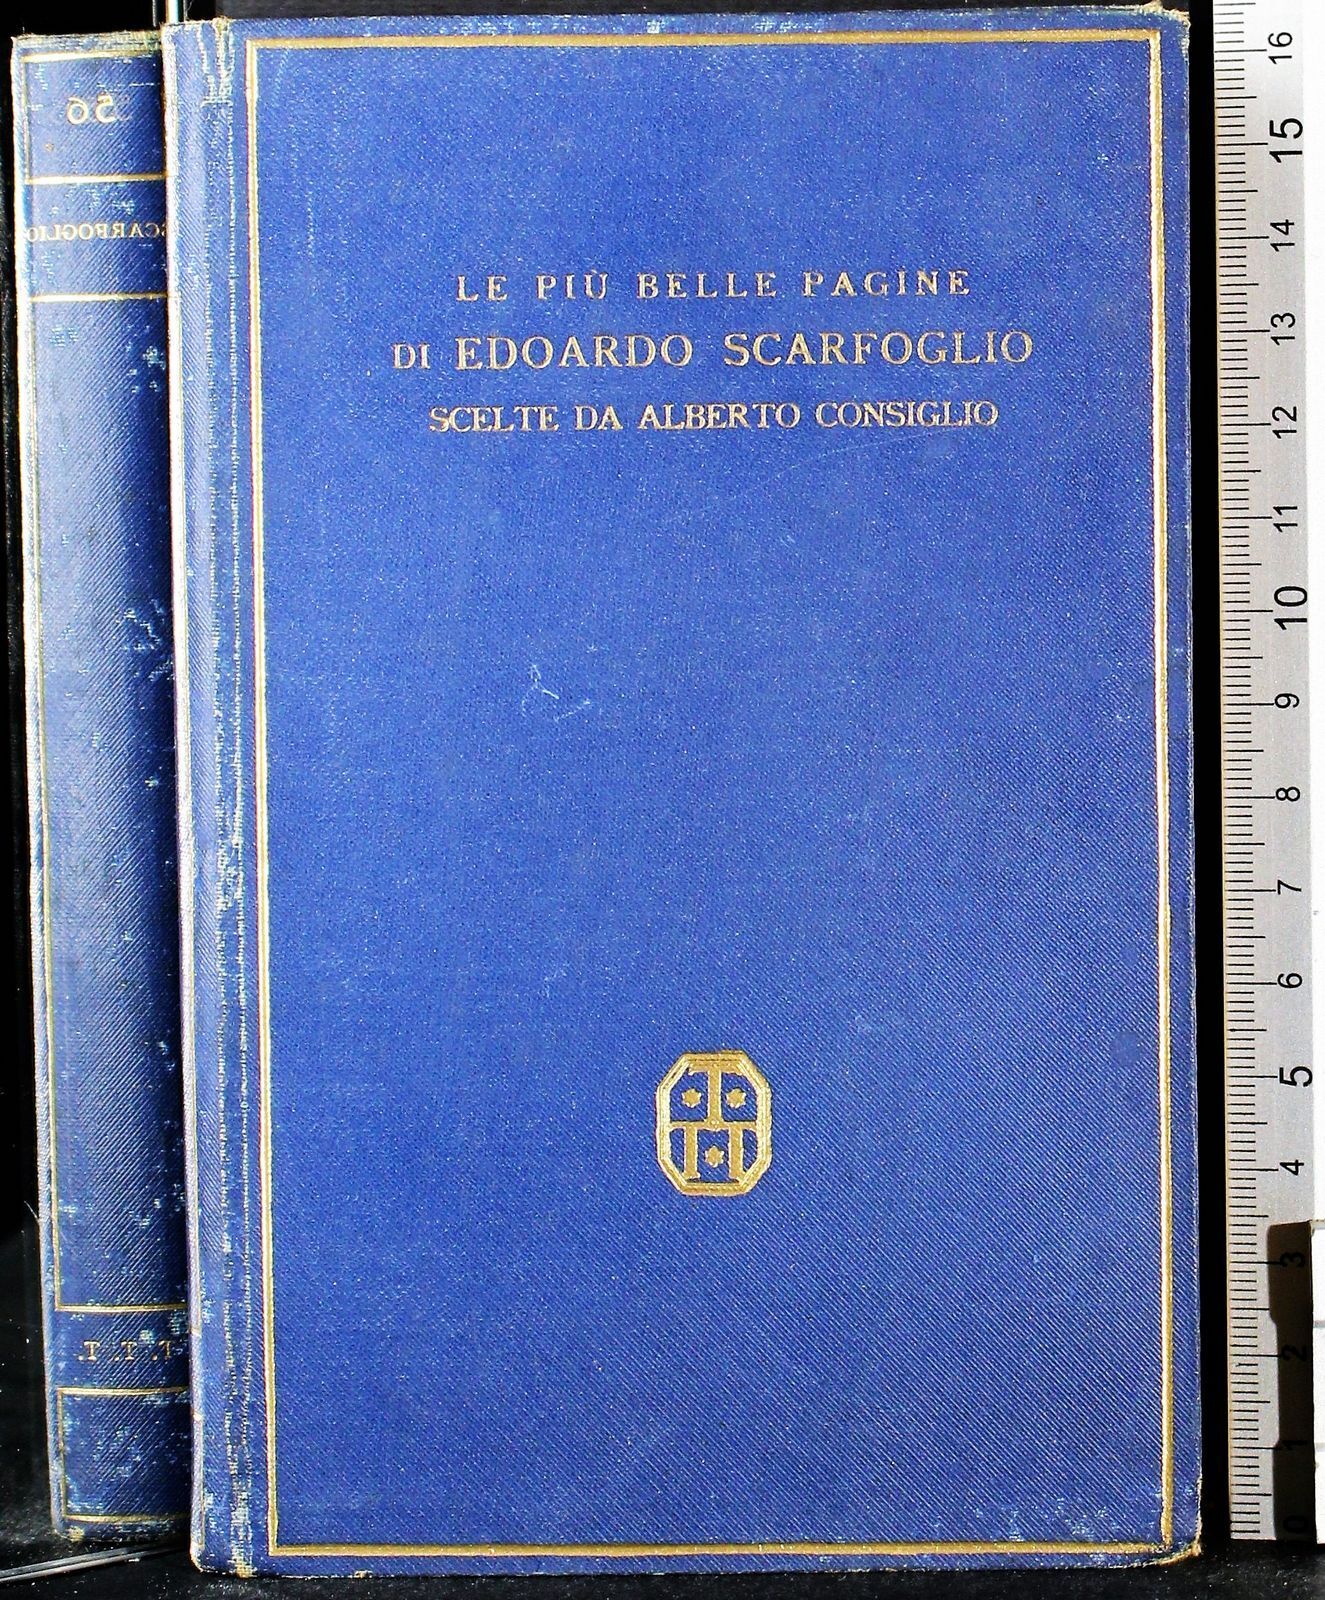 LE PIÙ BELLE PAGINE
DI EDOARDO SCARFOGLIO
SCELTE DA ALBERTO CONSIGLIO
T
T T
56
SCARFOGLIO
T. T. T.
16
15
14
13
12
11
10
9
8
7
6
5
4
3
2
1
0